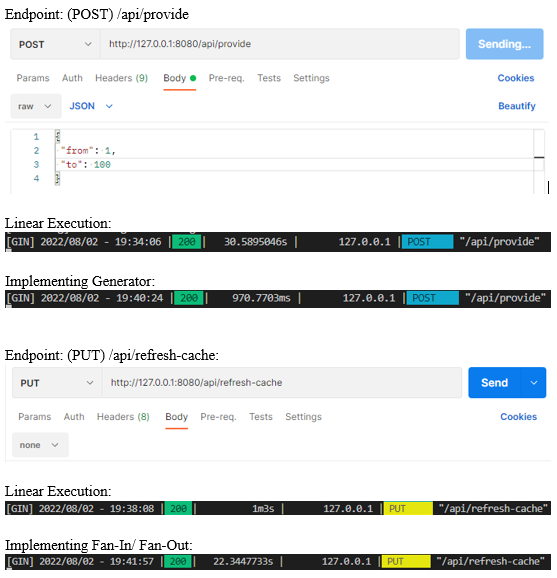 Endpoint: (POST) /api/provide
POST http://127.0.0.1:8080/api/provide Sending...
Params Auth Headers (9) Body Pre-req. Tests Settings Cookies
raw JSON Beautify
1 {
2 "from": 1,
3 "to": 100
4 }
Linear Execution:
[GIN] 2022/08/02 - 19:34:06 | 200 | 30.5895046s | 127.0.0.1 | POST "/api/provide"
Implementing Generator:
[GIN] 2022/08/02 - 19:40:24 | 200 | 970.7703ms | 127.0.0.1 | POST "/api/provide"
Endpoint: (PUT) /api/refresh-cache:
PUT http://127.0.0.1:8080/api/refresh-cache Send
Params Auth Headers (8) Body Pre-req. Tests Settings Cookies
none
Linear Execution:
[GIN] 2022/08/02 - 19:38:08 | 200 | 1m3s | 127.0.0.1 | PUT "/api/refresh-cache"
Implementing Fan-In/ Fan-Out:
[GIN] 2022/08/02 - 19:41:57 | 200 | 22.3447733s | 127.0.0.1 | PUT "/api/refresh-cache"